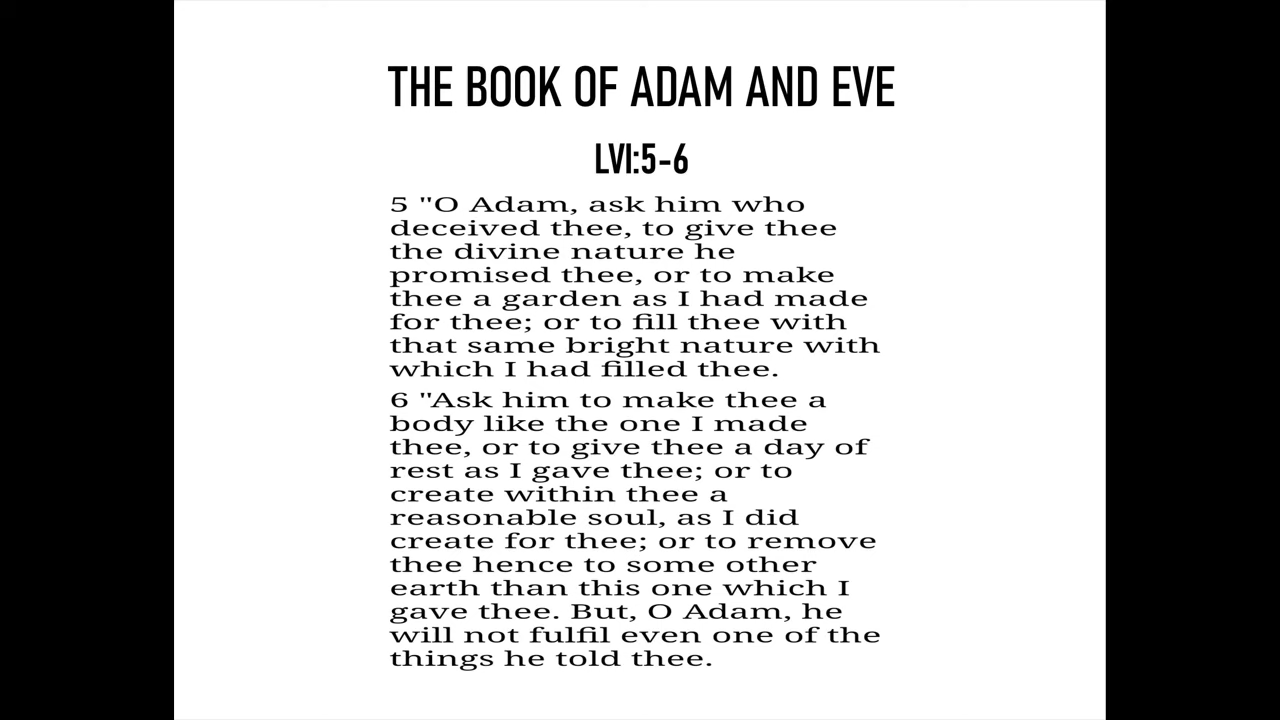 THE BOOK OF ADAM AND EVE
LVI:5-6
5 "O Adam, ask him who
deceived thee, to give thee
the divine nature he
promised thee, or to make
thee a garden as I had made
for thee; or to fill thee with
that same bright nature with
which I had filled thee.
6 "Ask him to make thee a
body like the one I made
thee, or to give thee a day of
rest as I gave thee; or to
create within thee a
reasonable soul, as I did
create for thee; or to remove
thee hence to some other
earth than this one which I
gave thee. But, O Adam, he
will not fulfil even one of the
things he told thee.